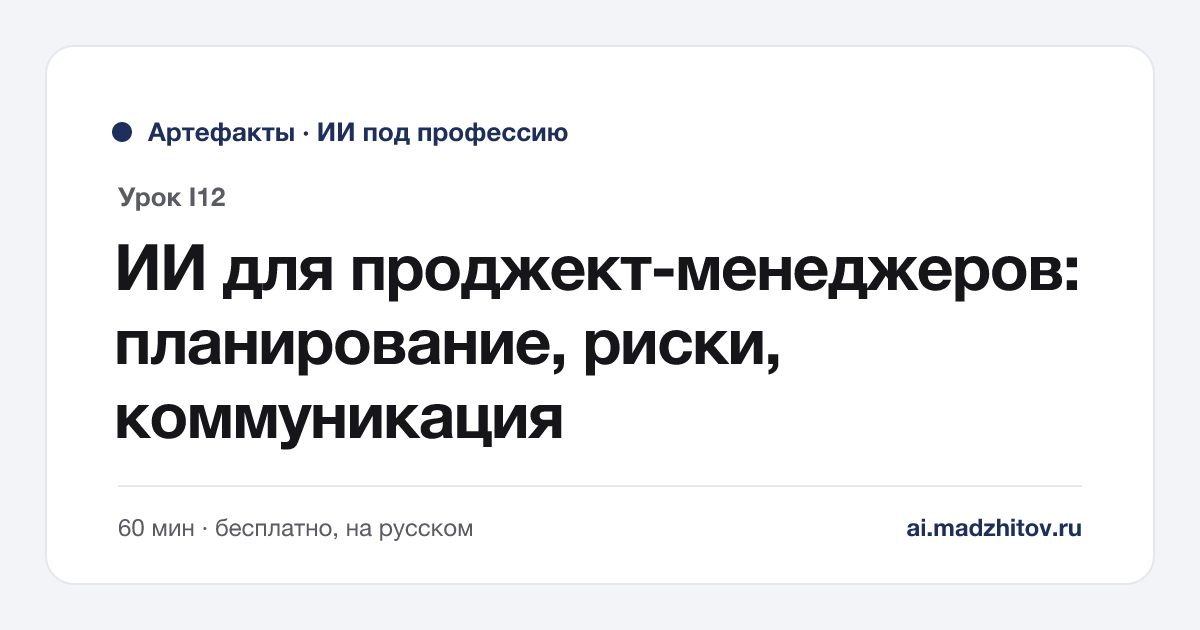 Артефакты · ИИ под профессию
Урок I12
ИИ для проджект-менеджеров:
планирование, риски,
коммуникация
60 мин · бесплатно, на русском
ai.madzhitov.ru